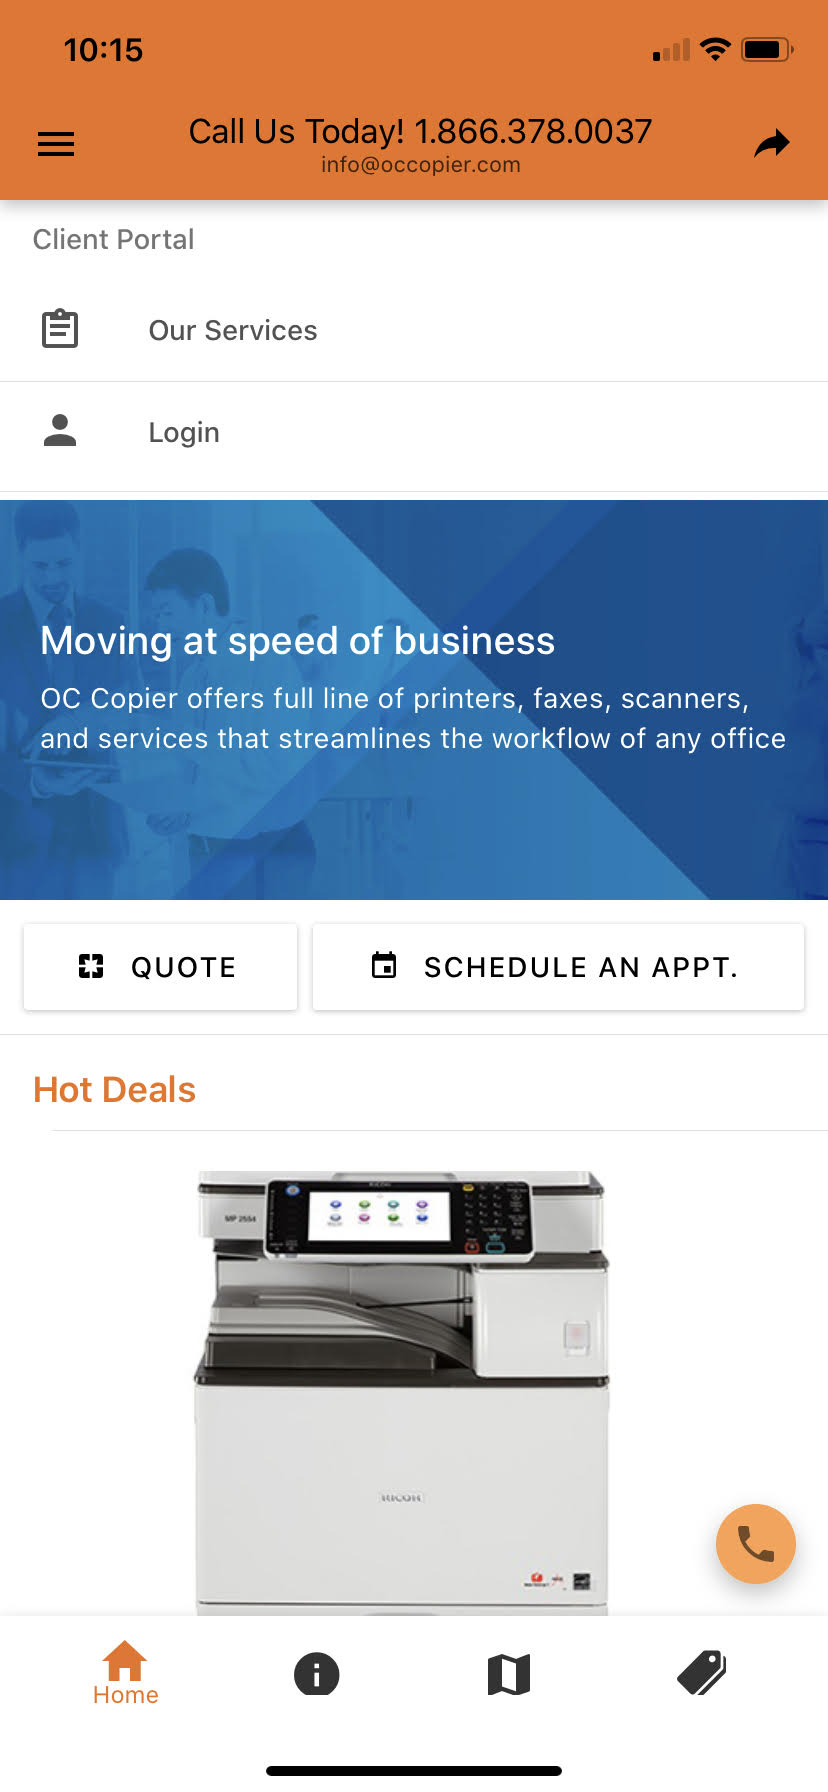 10:15
Call Us Today! 1.866.378.0037
info@occopier.com
Client Portal
Our Services
Login
Moving at speed of business
OC Copier offers full line of printers, faxes, scanners,
and services that streamlines the workflow of any office
QUOTE
SCHEDULE AN APPT.
Hot Deals
RICOH
MP 2554
RICOH
Home